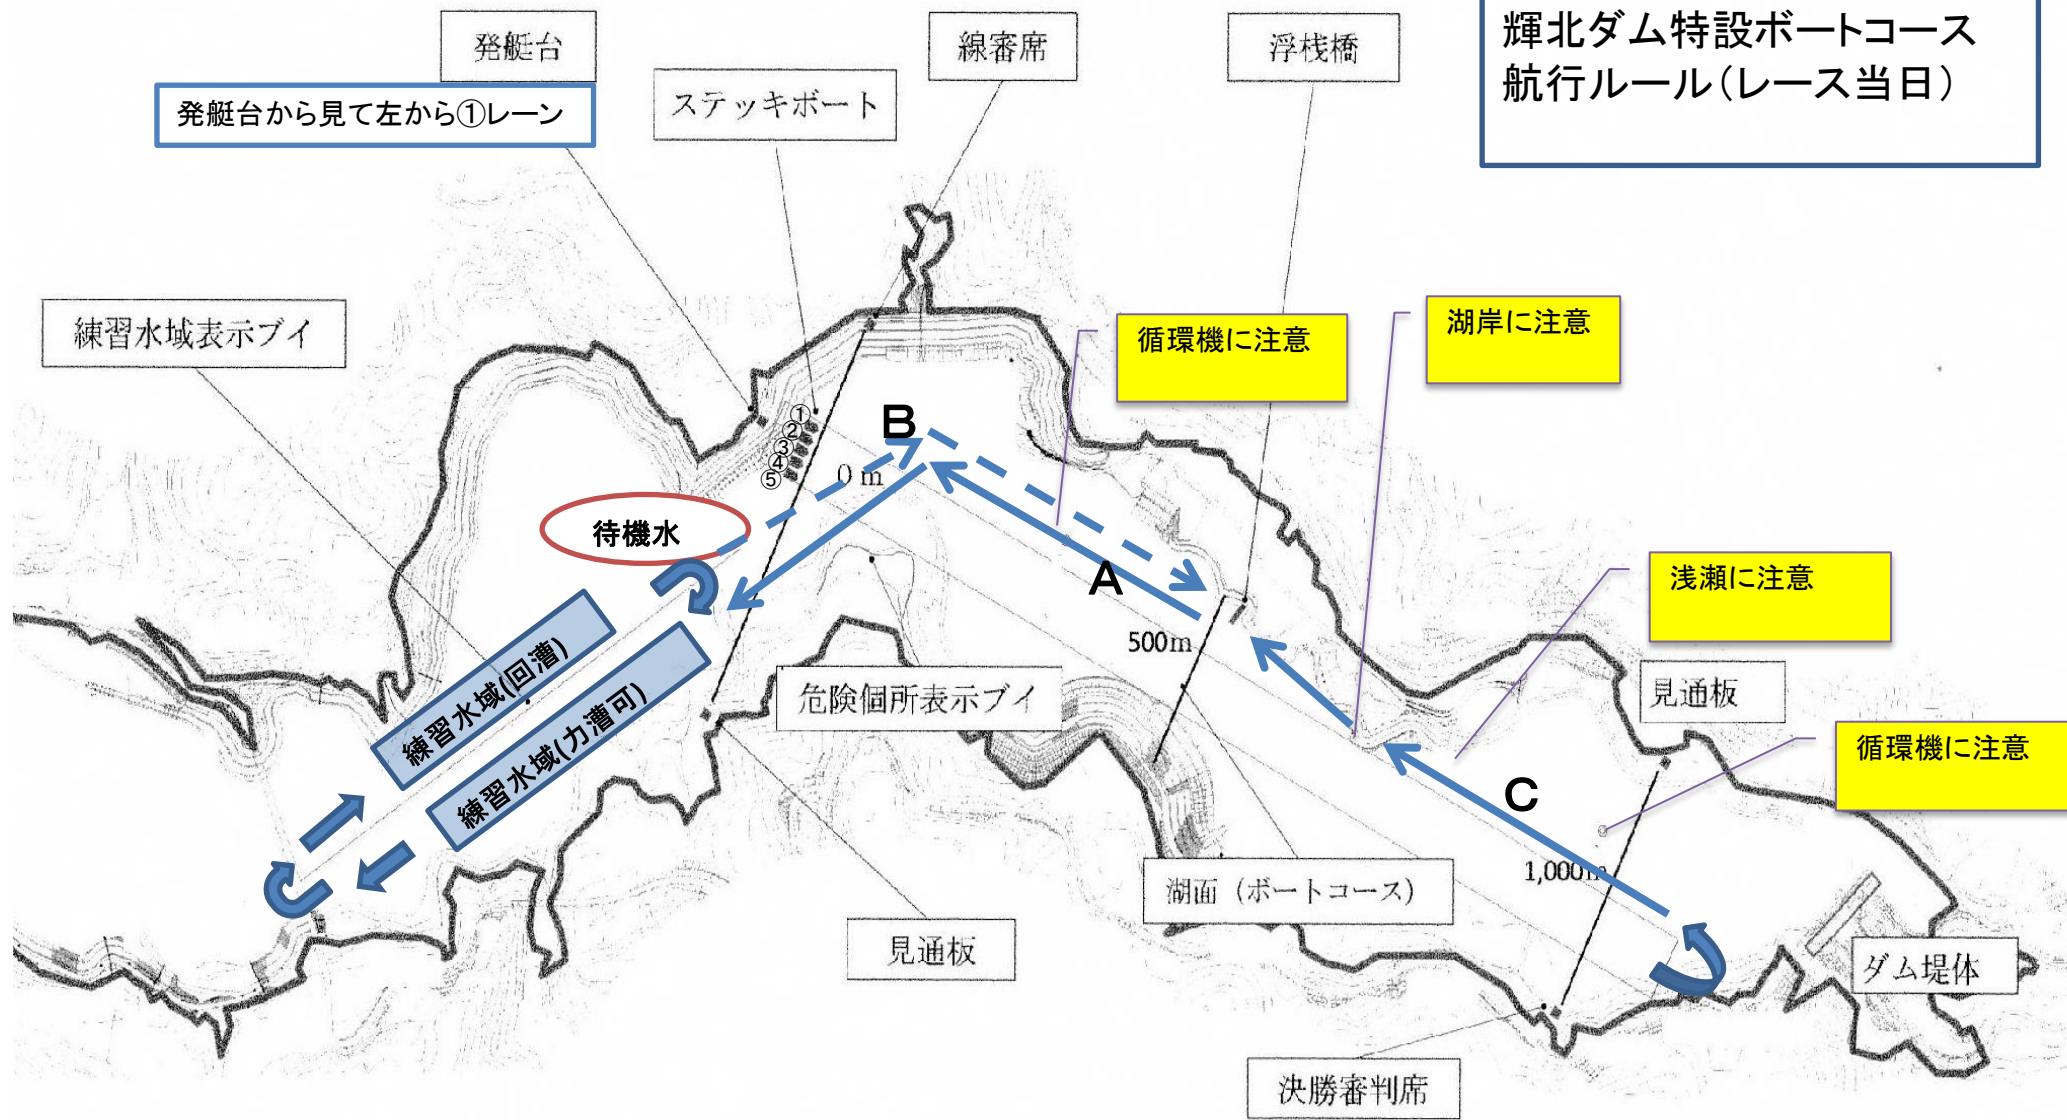 輝北ダム特設ボートコース
航行ルール(レース当日)
発艇台
線審席
浮桟橋
発艇台から見て左から①レーン
ステッキボート
練習水域表示ブイ
循環機に注意
湖岸に注意
①
②
③
④
⑤
0m
B
待機水
A
浅瀬に注意
500m
練習水域(回漕)
練習水域(力漕可)
危険個所表示ブイ
見通板
循環機に注意
C
1,000m
湖面(ボートコース)
見通板
ダム堤体
決勝審判席